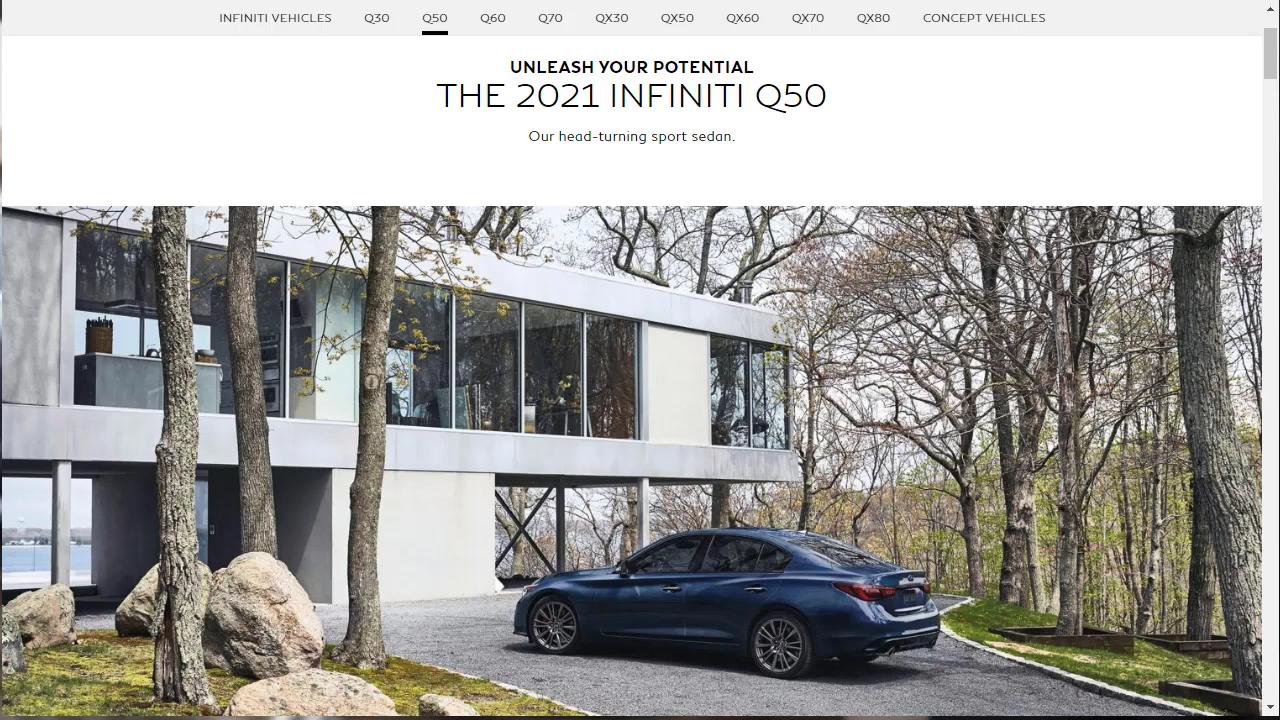 INFINITI VEHICLES Q30 Q50 Q60 Q70 QX30 QX50 QX60 QX70 QX80 CONCEPT VEHICLES
UNLEASH YOUR POTENTIAL
THE 2021 INFINITI Q50
Our head-turning sport sedan.